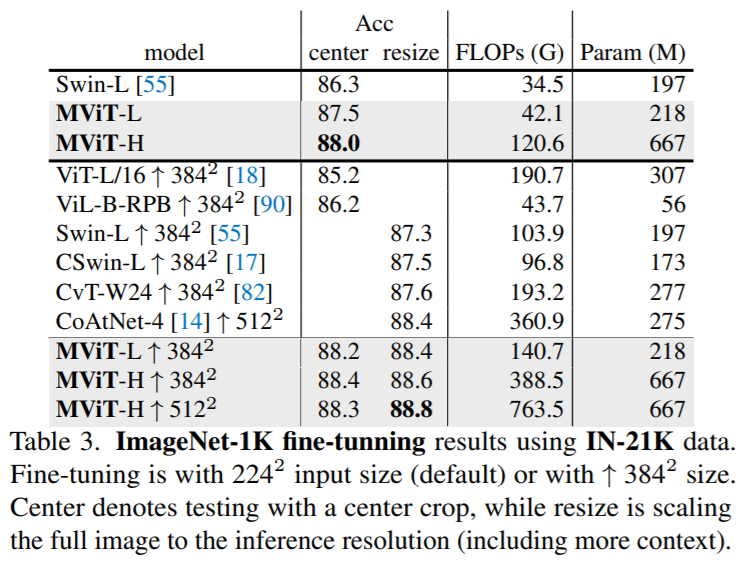 Acc
model center resize FLOPs (G) Param (M)
Swin-L [55] 86.3 34.5 197
MViT-L 87.5 42.1 218
MViT-H 88.0 120.6 667
ViT-L/16 ↑ 384² [18] 85.2 190.7 307
ViL-B-RPB ↑ 384² [90] 86.2 43.7 56
Swin-L ↑ 384² [55] 87.3 103.9 197
CSwin-L ↑ 384² [17] 87.5 96.8 173
CvT-W24 ↑ 384² [82] 87.6 193.2 277
CoAtNet-4 [14] ↑ 512² 88.4 360.9 275
MViT-L ↑ 384² 88.2 88.4 140.7 218
MViT-H ↑ 384² 88.4 88.6 388.5 667
MViT-H ↑ 512² 88.3 88.8 763.5 667
Table 3. ImageNet-1K fine-tunning results using IN-21K data.
Fine-tuning is with 224² input size (default) or with ↑ 384² size.
Center denotes testing with a center crop, while resize is scaling
the full image to the inference resolution (including more context).